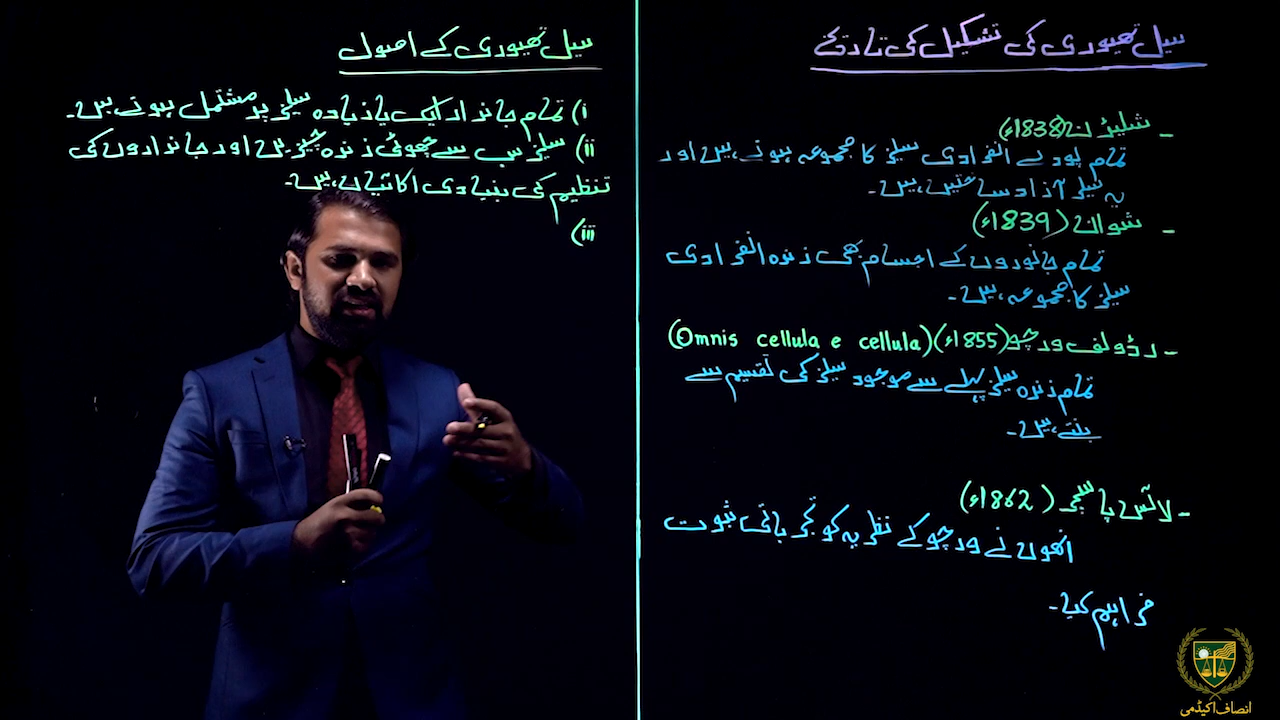 سیل تھیوری کی تشکیل کی تاریخ
- شلیڈن (1838ء)
تمام پودے انفرادی سیلز کا مجموعہ ہوتے ہیں اور
یہ سیلز آزاد ساختیں ہیں۔
- شوان (1839ء)
تمام جانوروں کے اجسام بھی زندہ انفرادی
سیلز کا مجموعہ ہیں۔
- رڈولف ورچو (1855ء) (Omnis cellula e cellula)
تمام زندہ سیلز پہلے سے موجود سیلز کی تقسیم سے
بنتے ہیں۔
- لائس پاسچر (1862ء)
انھوں نے ورچو کے نظریہ کو تجرباتی ثبوت
فراہم کیا۔
سیل تھیوری کے اصول
i) تمام جاندار ایک یا زیادہ سیلز پر مشتمل ہوتے ہیں۔
ii) سیلز سب سے چھوٹی زندہ چیزیں اور جانداروں کی
تنظیم کی بنیادی اکائیاں ہیں۔
iii)
انصاف اکیڈمی